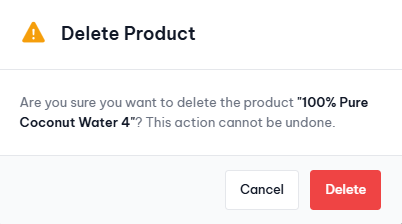 Delete Product
Are you sure you want to delete the product "100% Pure
Coconut Water 4"? This action cannot be undone.
Cancel
Delete